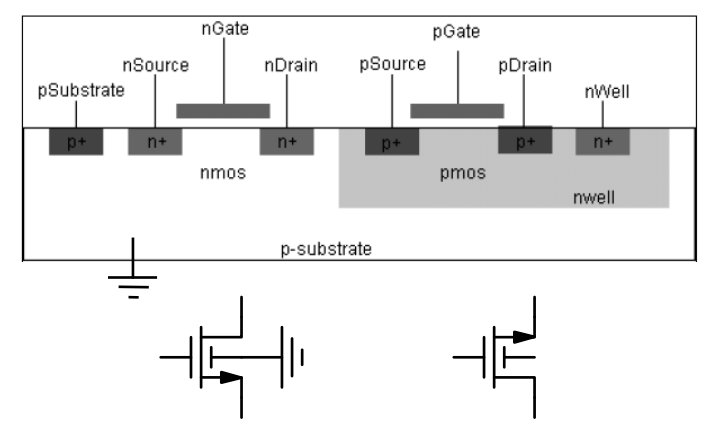 nGate
pGate
nSource
nDrain
pSource
pDrain
pSubstrate
nWell
p+
n+
n+
p+
p+
n+
nmos
pmos
nwell
p-substrate